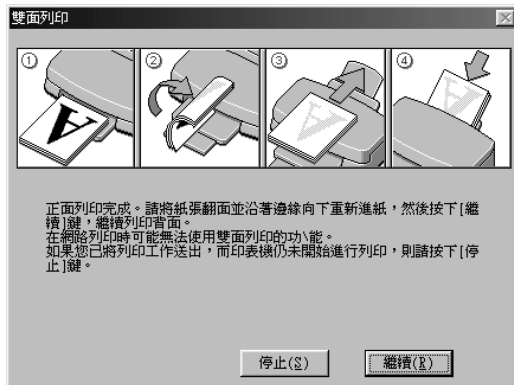 雙面列印
① ② ③ ④
A
正面列印完成。請將紙張翻面並沿著邊緣向下重新進紙，然後按下[繼
續]鍵，繼續列印背面。
在網路列印時可能無法使用雙面列印的功\能。
如果您已將列印工作送出，而印表機仍未開始進行列印，則請按下[停
止]鍵。
停止(S) 繼續(R)